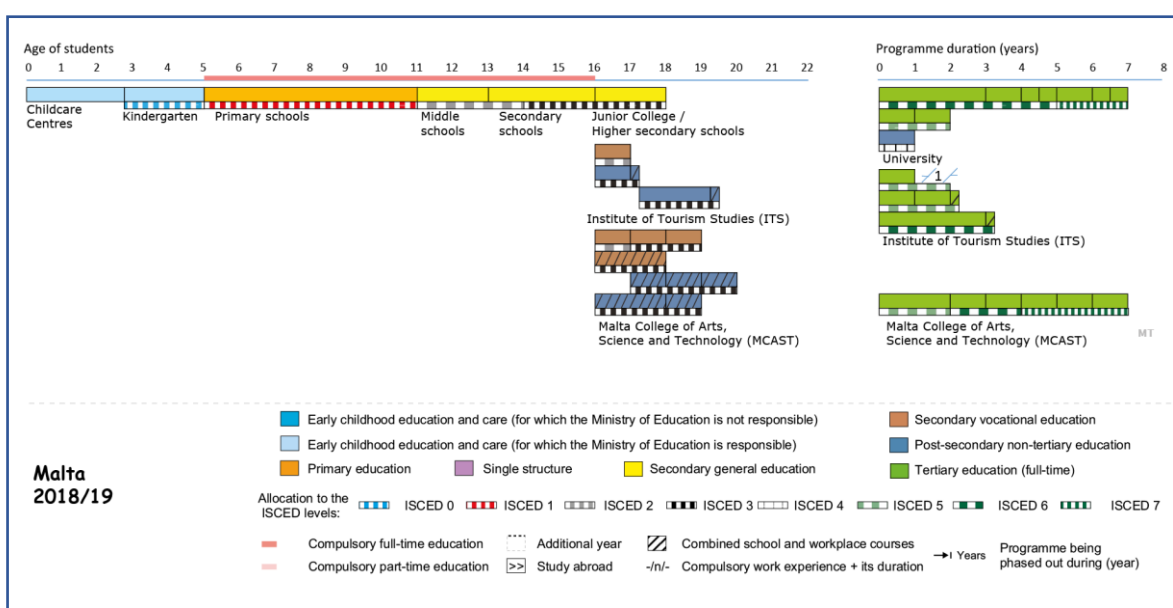 Age of students
0 1 2 3 4 5 6 7 8 9 10 11 12 13 14 15 16 17 18 19 20 21 22
Childcare
Centres
Kindergarten
Primary schools
Middle
schools
Secondary
schools
Junior College /
Higher secondary schools
Institute of Tourism Studies (ITS)
Malta College of Arts,
Science and Technology (MCAST)
Programme duration (years)
0 1 2 3 4 5 6 7 8
University
-/1/-
Institute of Tourism Studies (ITS)
Malta College of Arts,
Science and Technology (MCAST)
MT
Malta
2018/19
Early childhood education and care (for which the Ministry of Education is not responsible)
Early childhood education and care (for which the Ministry of Education is responsible)
Primary education
Single structure
Secondary general education
Secondary vocational education
Post-secondary non-tertiary education
Tertiary education (full-time)
Allocation to the
ISCED levels:
ISCED 0
ISCED 1
ISCED 2
ISCED 3
ISCED 4
ISCED 5
ISCED 6
ISCED 7
Compulsory full-time education
Compulsory part-time education
Additional year
>> Study abroad
Combined school and workplace courses
-/n/- Compulsory work experience + its duration
Years
Programme being
phased out during (year)